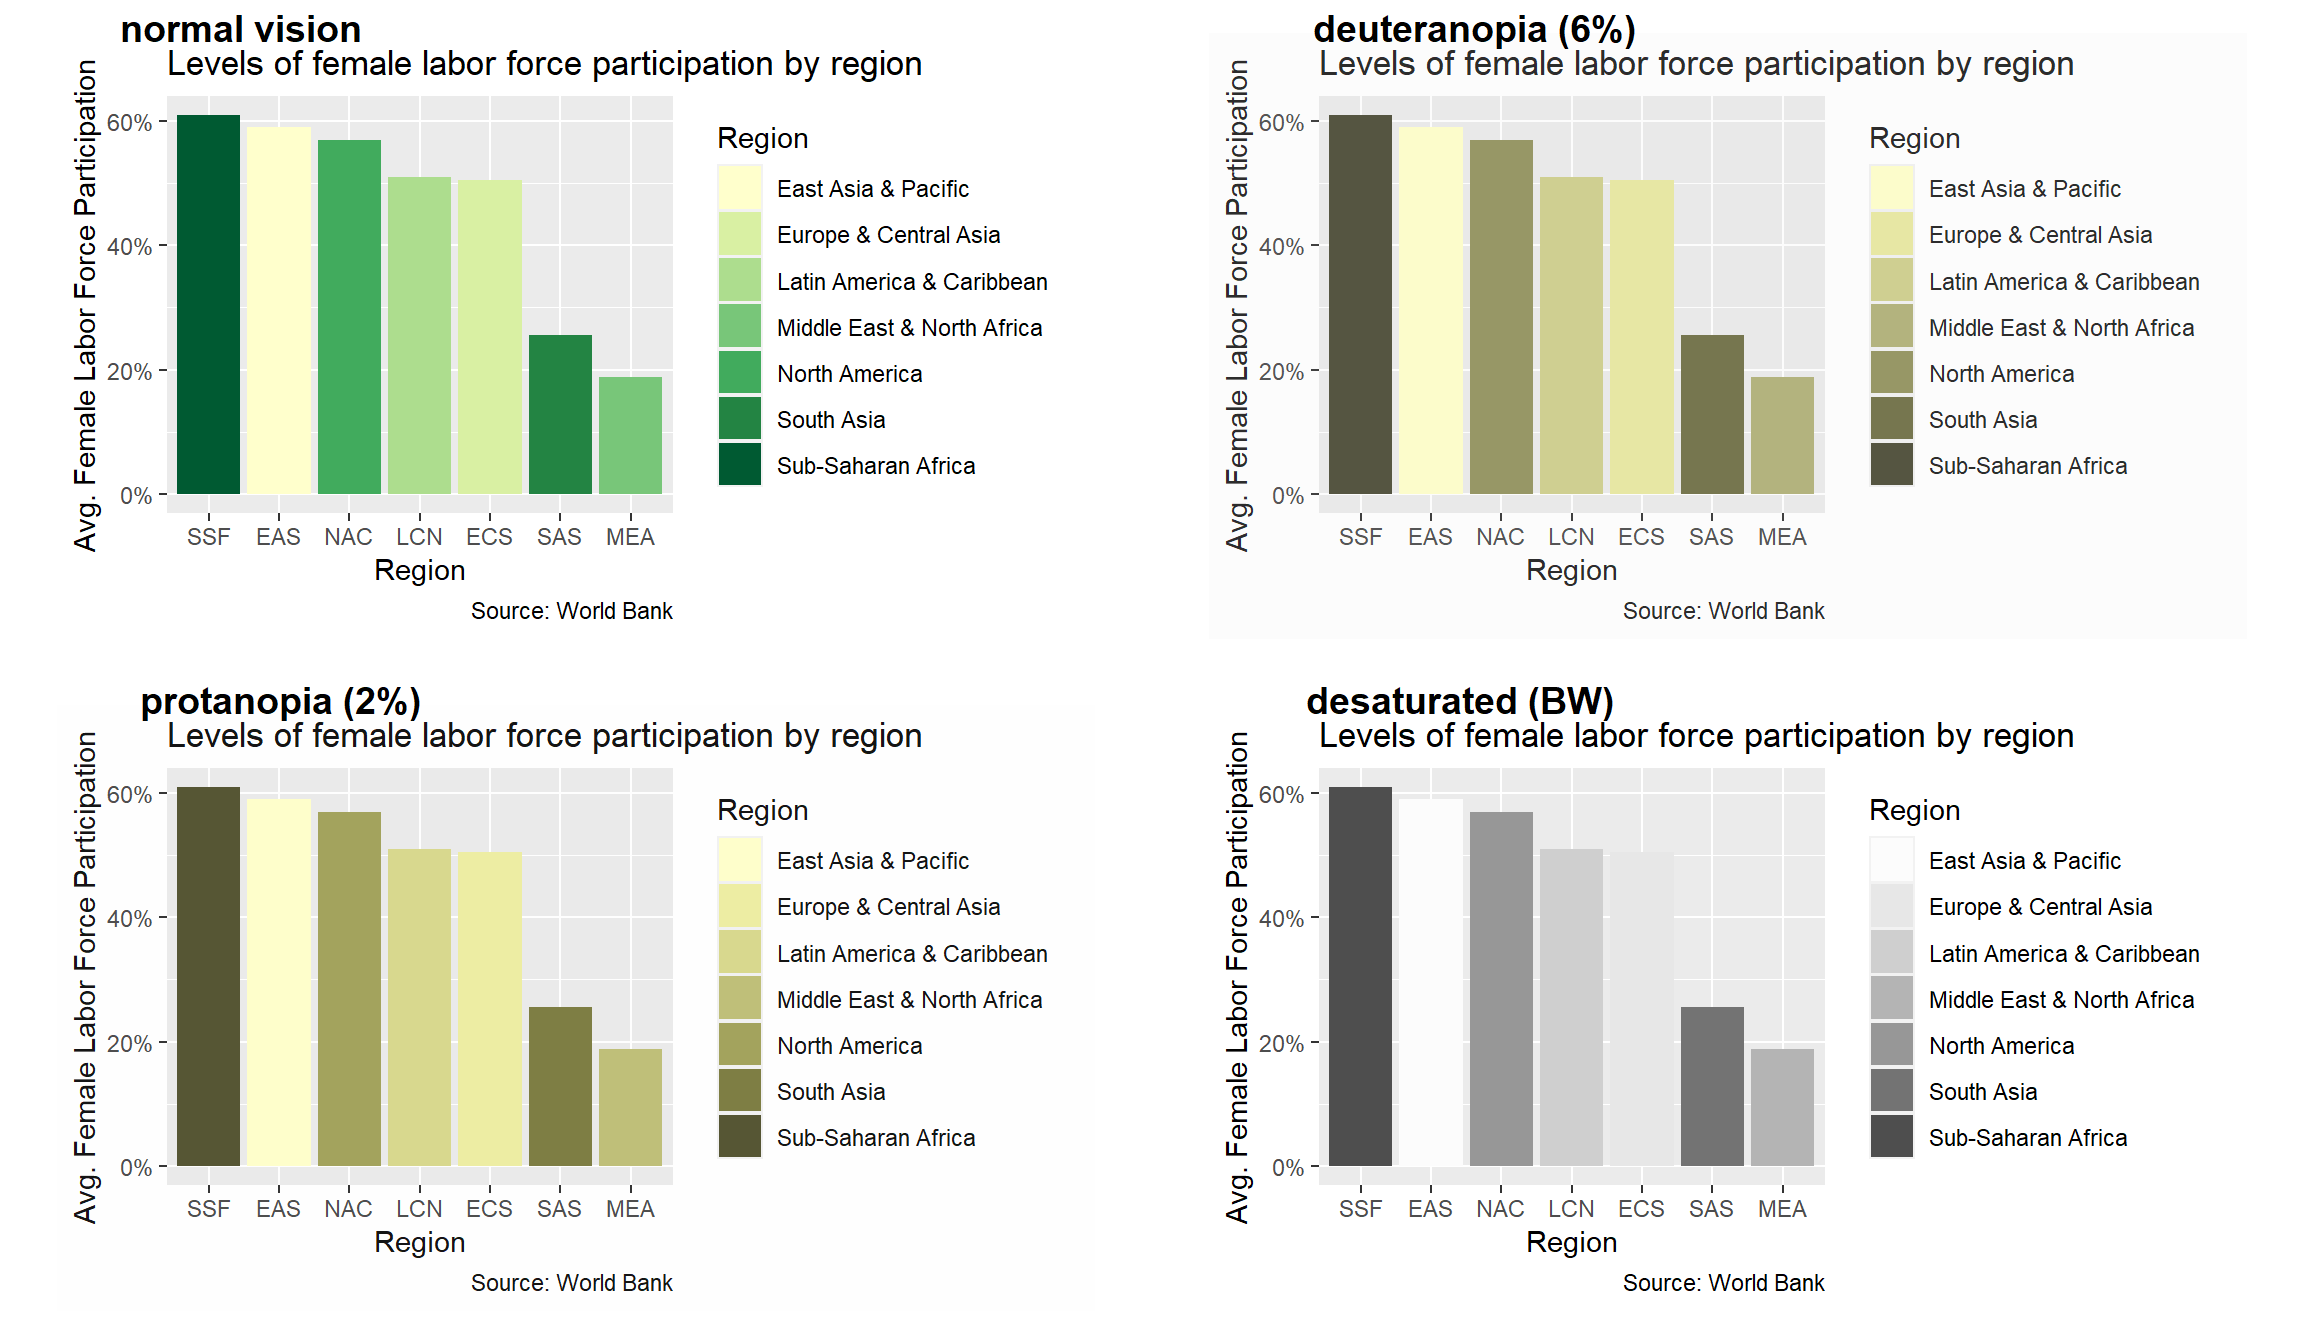 normal vision
Levels of female labor force participation by region
Avg. Female Labor Force Participation
60%
40%
20%
0%
SSF EAS NAC LCN ECS SAS MEA
Region
Source: World Bank
Region
East Asia & Pacific
Europe & Central Asia
Latin America & Caribbean
Middle East & North Africa
North America
South Asia
Sub-Saharan Africa
deuteranopia (6%)
Levels of female labor force participation by region
Avg. Female Labor Force Participation
60%
40%
20%
0%
SSF EAS NAC LCN ECS SAS MEA
Region
Source: World Bank
Region
East Asia & Pacific
Europe & Central Asia
Latin America & Caribbean
Middle East & North Africa
North America
South Asia
Sub-Saharan Africa
protanopia (2%)
Levels of female labor force participation by region
Avg. Female Labor Force Participation
60%
40%
20%
0%
SSF EAS NAC LCN ECS SAS MEA
Region
Source: World Bank
Region
East Asia & Pacific
Europe & Central Asia
Latin America & Caribbean
Middle East & North Africa
North America
South Asia
Sub-Saharan Africa
desaturated (BW)
Levels of female labor force participation by region
Avg. Female Labor Force Participation
60%
40%
20%
0%
SSF EAS NAC LCN ECS SAS MEA
Region
Source: World Bank
Region
East Asia & Pacific
Europe & Central Asia
Latin America & Caribbean
Middle East & North Africa
North America
South Asia
Sub-Saharan Africa